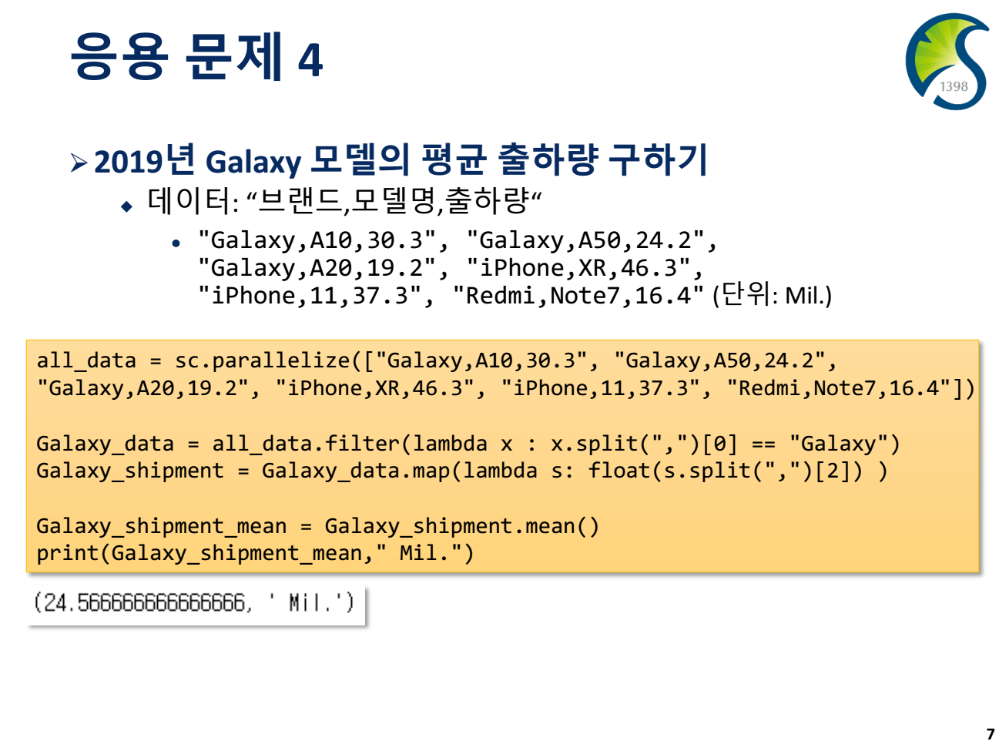 응용 문제 4
1398
➢ 2019년 Galaxy 모델의 평균 출하량 구하기
◆ 데이터: “브랜드,모델명,출하량“
• "Galaxy,A10,30.3", "Galaxy,A50,24.2",
"Galaxy,A20,19.2", "iPhone,XR,46.3",
"iPhone,11,37.3", "Redmi,Note7,16.4" (단위: Mil.)
all_data = sc.parallelize(["Galaxy,A10,30.3", "Galaxy,A50,24.2",
"Galaxy,A20,19.2", "iPhone,XR,46.3", "iPhone,11,37.3", "Redmi,Note7,16.4"])
Galaxy_data = all_data.filter(lambda x : x.split(",")[0] == "Galaxy")
Galaxy_shipment = Galaxy_data.map(lambda s: float(s.split(",")[2]) )
Galaxy_shipment_mean = Galaxy_shipment.mean()
print(Galaxy_shipment_mean," Mil.")
(24.566666666666666, ' Mil.')
7